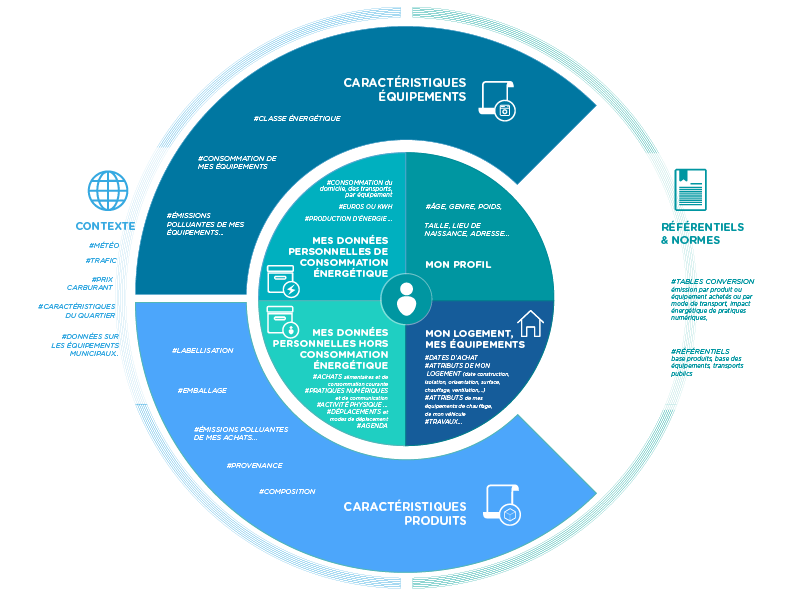 CARACTÉRISTIQUES
ÉQUIPEMENTS
#CLASSE ÉNERGÉTIQUE
#CONSOMMATION DE
MES ÉQUIPEMENTS
#ÉMISSIONS
POLLUANTES DE MES
ÉQUIPEMENTS...
CONTEXTE
#MÉTÉO
#TRAFIC
#PRIX
CARBURANT
#CARACTÉRISTIQUES
DU QUARTIER
#DONNÉES SUR
LES ÉQUIPEMENTS
MUNICIPAUX.
#CONSOMMATION du
domicile, des transports,
par équipement
#EUROS OU KWH
#PRODUCTION D'ÉNERGIE ...
MES DONNÉES
PERSONNELLES DE
CONSOMMATION
ÉNERGÉTIQUE
#ÂGE, GENRE, POIDS,
TAILLE, LIEU DE
NAISSANCE, ADRESSE...
MON PROFIL
MES DONNÉES
PERSONNELLES HORS
CONSOMMATION
ÉNERGÉTIQUE
#ACHATS alimentaires et de
consommation courante
#PRATIQUES NUMÉRIQUES
et de communication
#ACTIVITÉ PHYSIQUE ...
#DÉPLACEMENTS et
modes de déplacement
#AGENDA
MON LOGEMENT,
MES ÉQUIPEMENTS
#DATES D'ACHAT
#ATTRIBUTS DE MON
LOGEMENT (date construction,
isolation, orientation, surface,
chauffage, ventilation,...)
#ATTRIBUTS de mes
équipements de chauffage,
de mon véhicule
#TRAVAUX...
RÉFÉRENTIELS
& NORMES
#TABLES CONVERSION
émission par produit ou
équipement achetés ou par
mode de transport, impact
énergétique de pratiques
numériques,
#RÉFÉRENTIELS
base produits, base des
équipements, transports
publics
#LABELLISATION
#EMBALLAGE
#ÉMISSIONS POLLUANTES
DE MES ACHATS...
#PROVENANCE
#COMPOSITION
CARACTÉRISTIQUES
PRODUITS